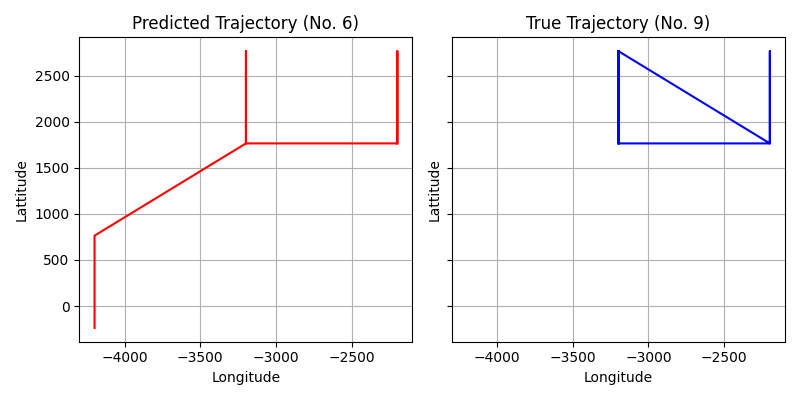 Predicted Trajectory (No. 6)
True Trajectory (No. 9)
Lattitude
2500
2000
1500
1000
500
0
−4000 −3500 −3000 −2500
Longitude
Lattitude
−4000 −3500 −3000 −2500
Longitude